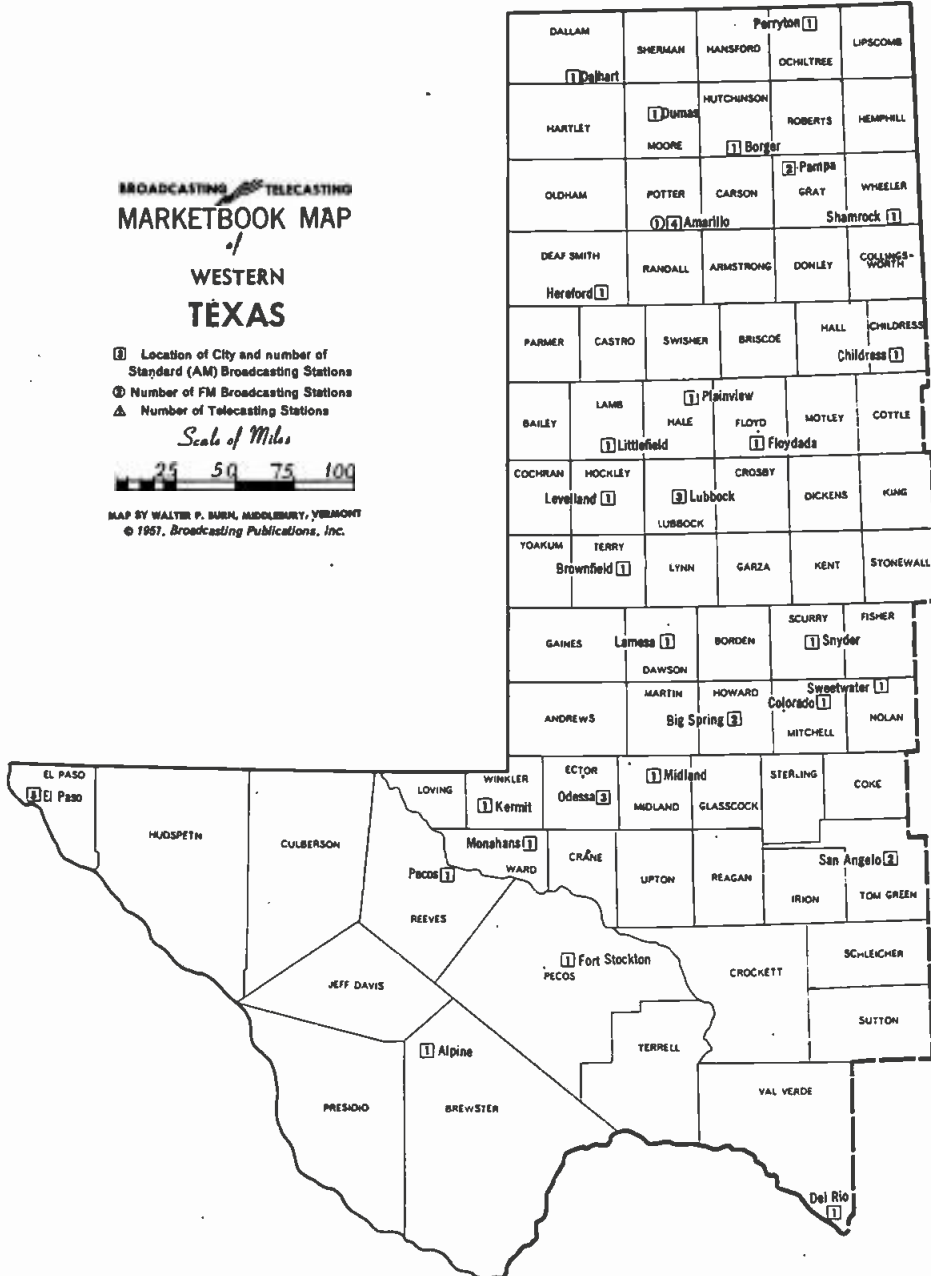 BROADCASTING TELECASTING
MARKETBOOK MAP
of
WESTERN
TEXAS
3 Location of City and number of
Standard (AM) Broadcasting Stations
Number of FM Broadcasting Stations
Number of Telecasting Stations
Scale of Miles
25 50 75 100
MAP BY WALTER P. BURN, MIDDLEBURY, VERMONT
© 1951, Broadcasting Publications, Inc.
DALLAM
SHERMAN
HANSFORD
Perryton 1
OCHILTREE
LIPSCOMB
1 Dalhart
HARTLEY
1 Dumas
MOORE
HUTCHINSON
1 Borger
ROBERTS
HEMPHILL
OLDHAM
POTTER
1 4 Amarillo
CARSON
2 Pampa
GRAY
WHEELER
Shamrock 1
DEAF SMITH
Hereford 1
RANDALL
ARMSTRONG
DONLEY
COLLINGS-
WORTH
PARMER
CASTRO
SWISHER
BRISCOE
HALL
CHILDRESS
Childress 1
BAILEY
LAMB
1 Littlefield
1 Plainview
HALE
FLOYD
1 Floydada
MOTLEY
COTTLE
COCHRAN
HOCKLEY
Levelland 1
3 Lubbock
LUBBOCK
CROSBY
DICKENS
KING
YOAKUM
TERRY
Brownfield 1
LYNN
GARZA
KENT
STONEWALL
GAINES
Lamesa 1
DAWSON
BORDEN
SCURRY
1 Snyder
FISHER
ANDREWS
MARTIN
HOWARD
Big Spring 2
Colorado 1
MITCHELL
Sweetwater 1
NOLAN
EL PASO
El Paso
HUDSPETH
CULBERSON
LOVING
WINKLER
1 Kermit
ECTOR
Odessa 3
1 Midland
MIDLAND
GLASSCOCK
STERLING
COKE
Monahans 1
WARD
Pecos 1
REEVES
CRANE
UPTON
REAGAN
IRION
San Angelo 2
TOM GREEN
JEFF DAVIS
1 Fort Stockton
PECOS
CROCKETT
SCHLEICHER
SUTTON
TERRELL
1 Alpine
PRESIDIO
BREWSTER
VAL VERDE
Del Rio
1